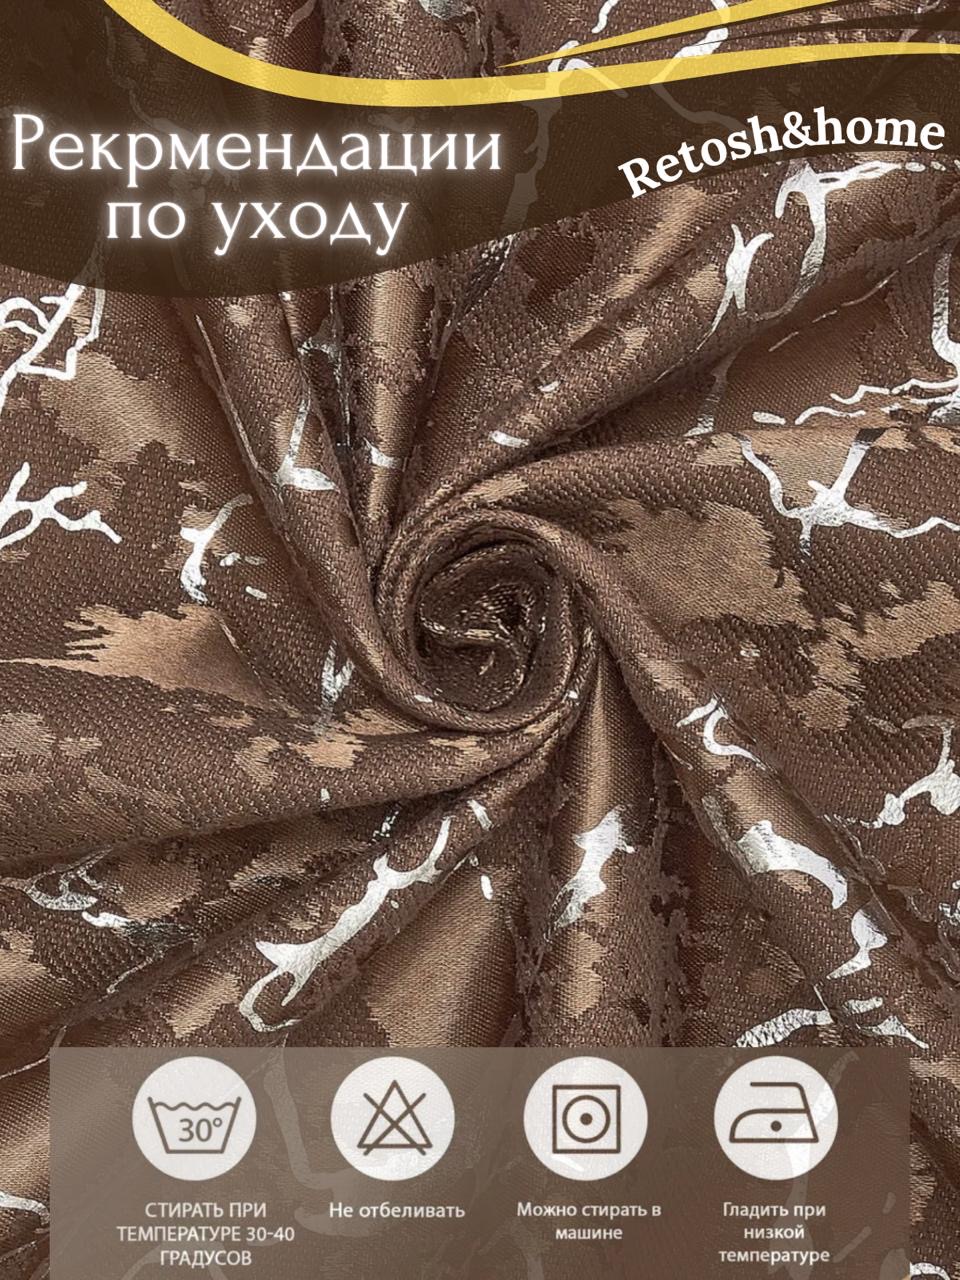 Рекрмендации
по уходу
Retosh&home
30°
СТИРАТЬ ПРИ
ТЕМПЕРАТУРЕ 30-40
ГРАДУСОВ
Не отбеливать
Можно стирать в
машине
Гладить при
низкой
температуре